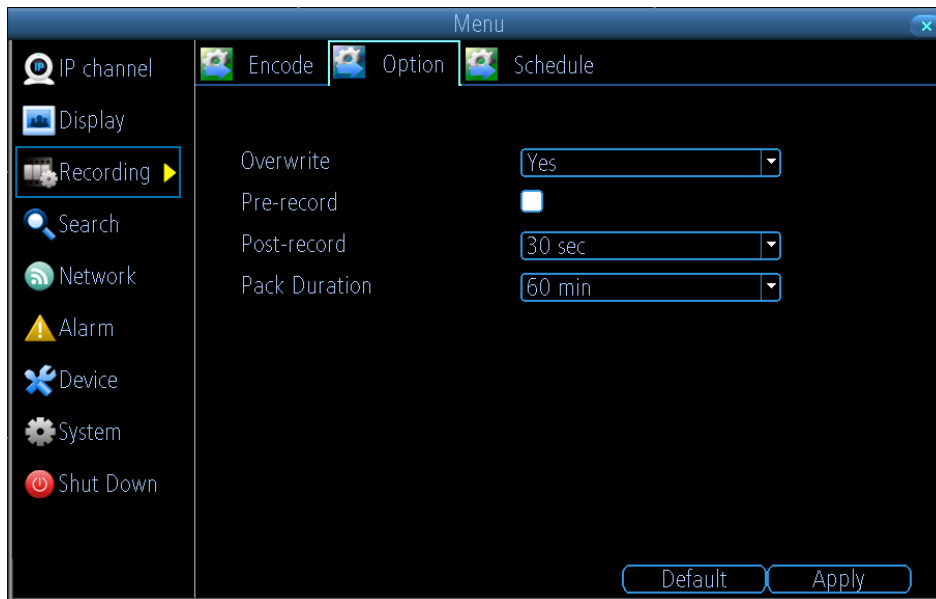 Menu
IP channel
Display
Recording
Search
Network
Alarm
Device
System
Shut Down
Encode Option Schedule
Overwrite Yes
Pre-record
Post-record 30 sec
Pack Duration 60 min
Default Apply